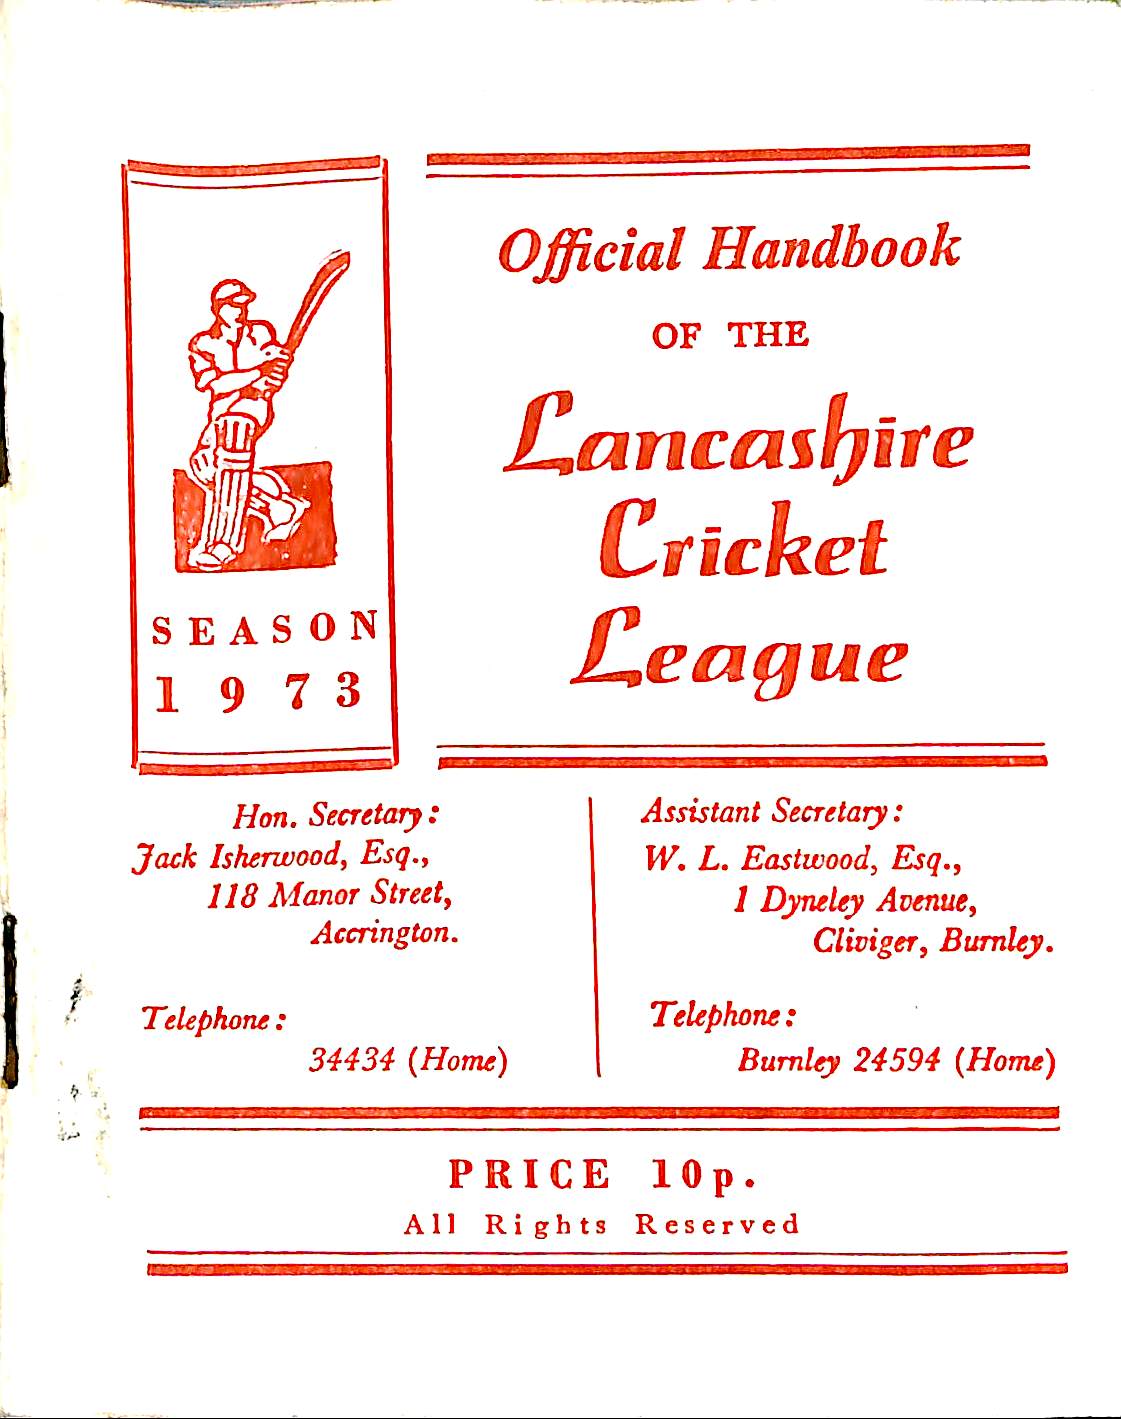 SEASON
1973
Official Handbook
OF THE
Lancashire
Cricket
League
Hon. Secretary:
Jack Isherwood, Esq.,
118 Manor Street,
Accrington.
Telephone:
34434 (Home)
Assistant Secretary:
W. L. Eastwood, Esq.,
1 Dyneley Avenue,
Cliviger, Burnley.
Telephone:
Burnley 24594 (Home)
PRICE 10p.
All Rights Reserved